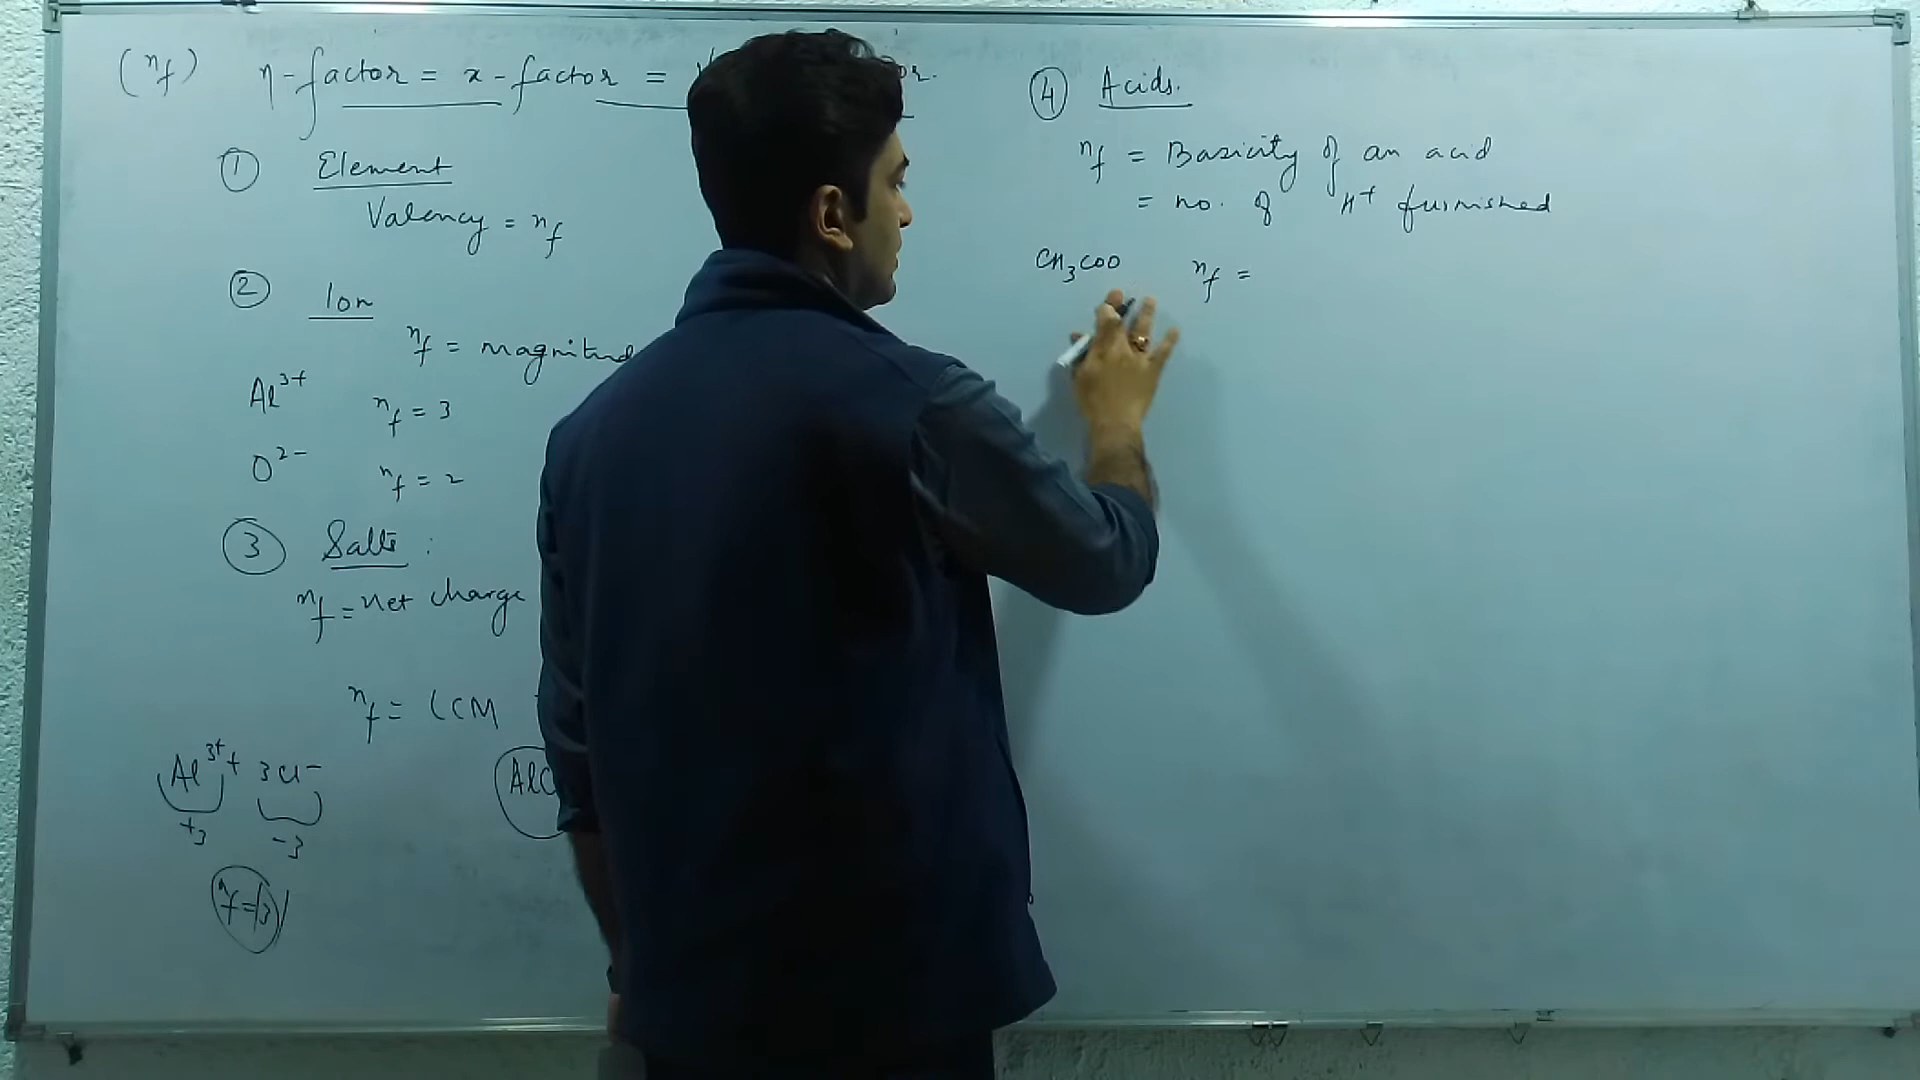 (nf) η-factor = x-factor =
① Element
Valency = nf
② Ion
nf = magnitud
Al³⁺ nf = 3
O²⁻ nf = 2
③ Salts :
nf = net charge
nf = LCM
Al³⁺ + 3Cl⁻
+3 -3
AlC
nf = |3|
④ Acids.
nf = Basicity of an acid
= no. of H⁺ furnished
CH₃COO nf =